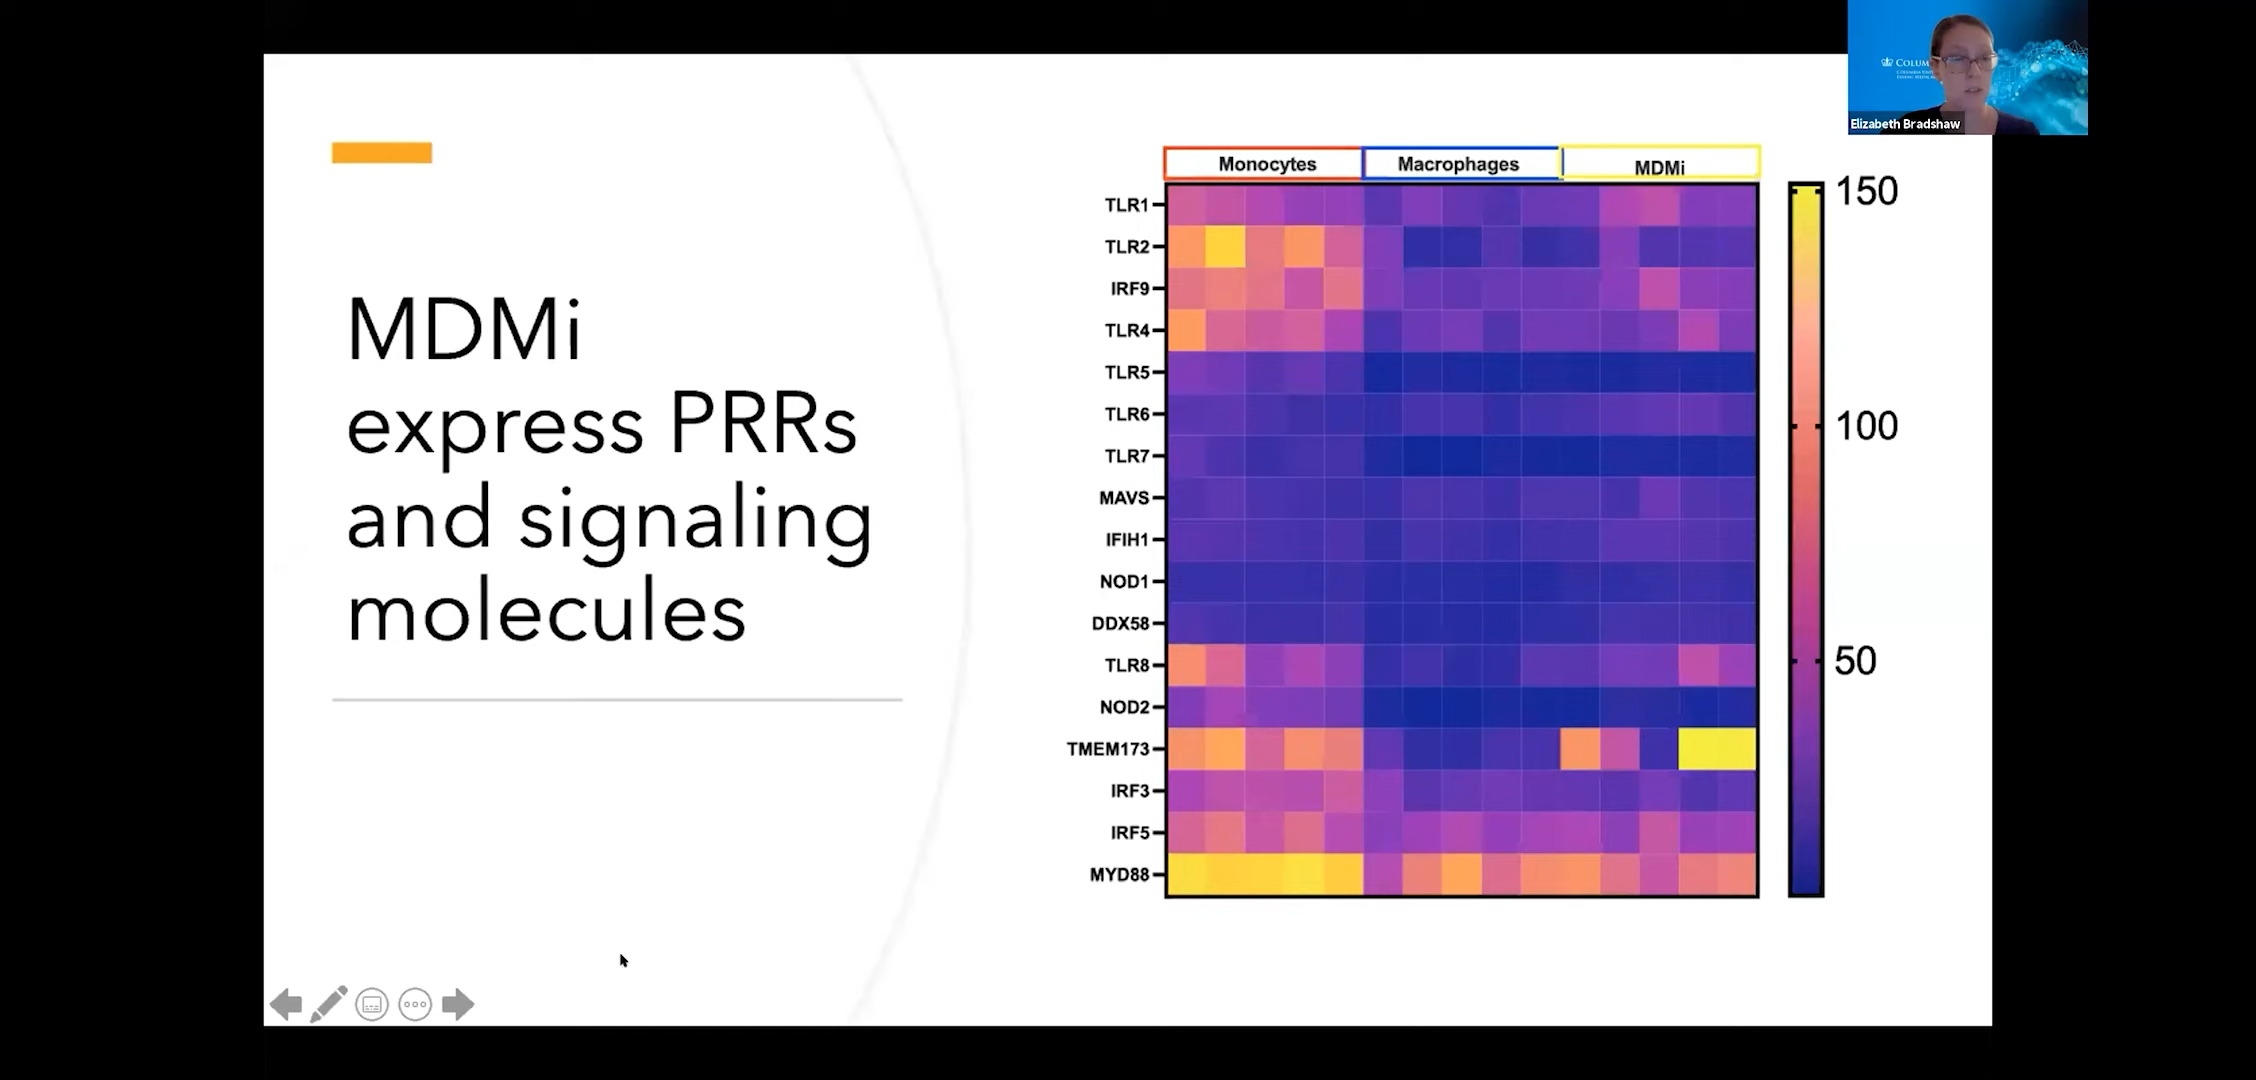 MDMi
express PRRs
and signaling
molecules
Monocytes
Macrophages
MDMi
TLR1
TLR2
IRF9
TLR4
TLR5
TLR6
TLR7
MAVS
IFIH1
NOD1
DDX58
TLR8
NOD2
TMEM173
IRF3
IRF5
MYD88
150
100
50
Elizabeth Bradshaw